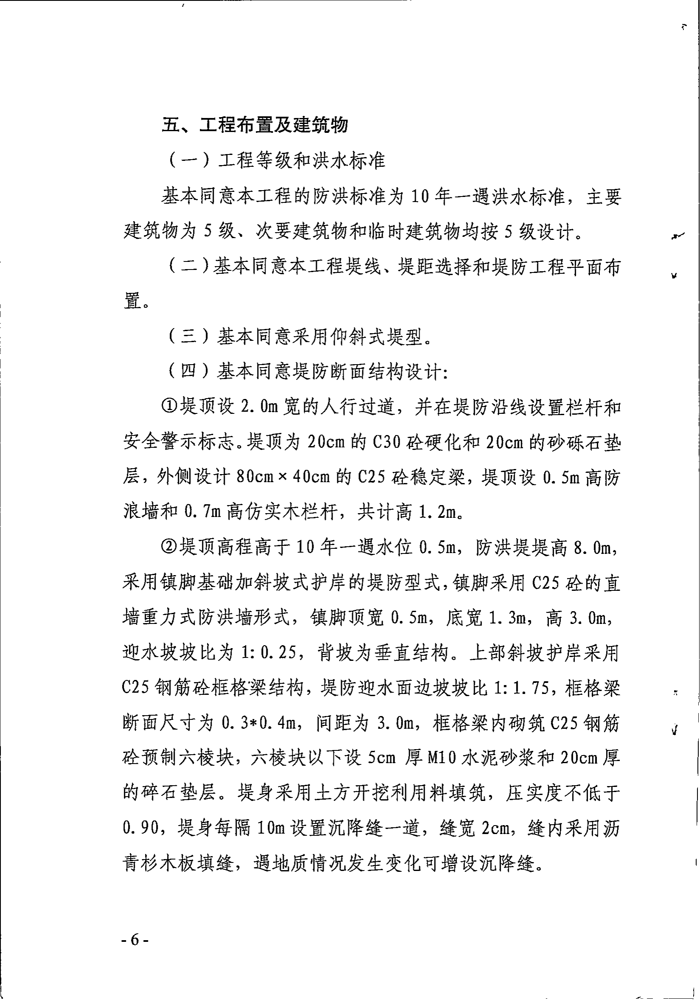 五、工程布置及建筑物
（一）工程等级和洪水标准
基本同意本工程的防洪标准为 10 年一遇洪水标准，主要
建筑物为 5 级、次要建筑物和临时建筑物均按 5 级设计。
（二）基本同意本工程堤线、堤距选择和堤防工程平面布
置。
（三）基本同意采用仰斜式堤型。
（四）基本同意堤防断面结构设计:
①堤顶设 2.0m 宽的人行过道，并在堤防沿线设置栏杆和
安全警示标志。堤顶为 20cm 的 C30 砼硬化和 20cm 的砂砾石垫
层，外侧设计 80cm×40cm 的 C25 砼稳定梁，堤顶设 0.5m 高防
浪墙和 0.7m 高仿实木栏杆，共计高 1.2m。
②堤顶高程高于 10 年一遇水位 0.5m，防洪堤堤高 8.0m，
采用镇脚基础加斜坡式护岸的堤防型式，镇脚采用 C25 砼的直
墙重力式防洪墙形式，镇脚顶宽 0.5m，底宽 1.3m，高 3.0m，
迎水坡坡比为 1:0.25，背坡为垂直结构。上部斜坡护岸采用
C25 钢筋砼框格梁结构，堤防迎水面边坡坡比 1:1.75，框格梁
断面尺寸为 0.3*0.4m，间距为 3.0m，框格梁内砌筑 C25 钢筋
砼预制六棱块，六棱块以下设 5cm 厚 M10 水泥砂浆和 20cm 厚
的碎石垫层。堤身采用土方开挖利用料填筑，压实度不低于
0.90，堤身每隔 10m 设置沉降缝一道，缝宽 2cm，缝内采用沥
青杉木板填缝，遇地质情况发生变化可增设沉降缝。
- 6 -